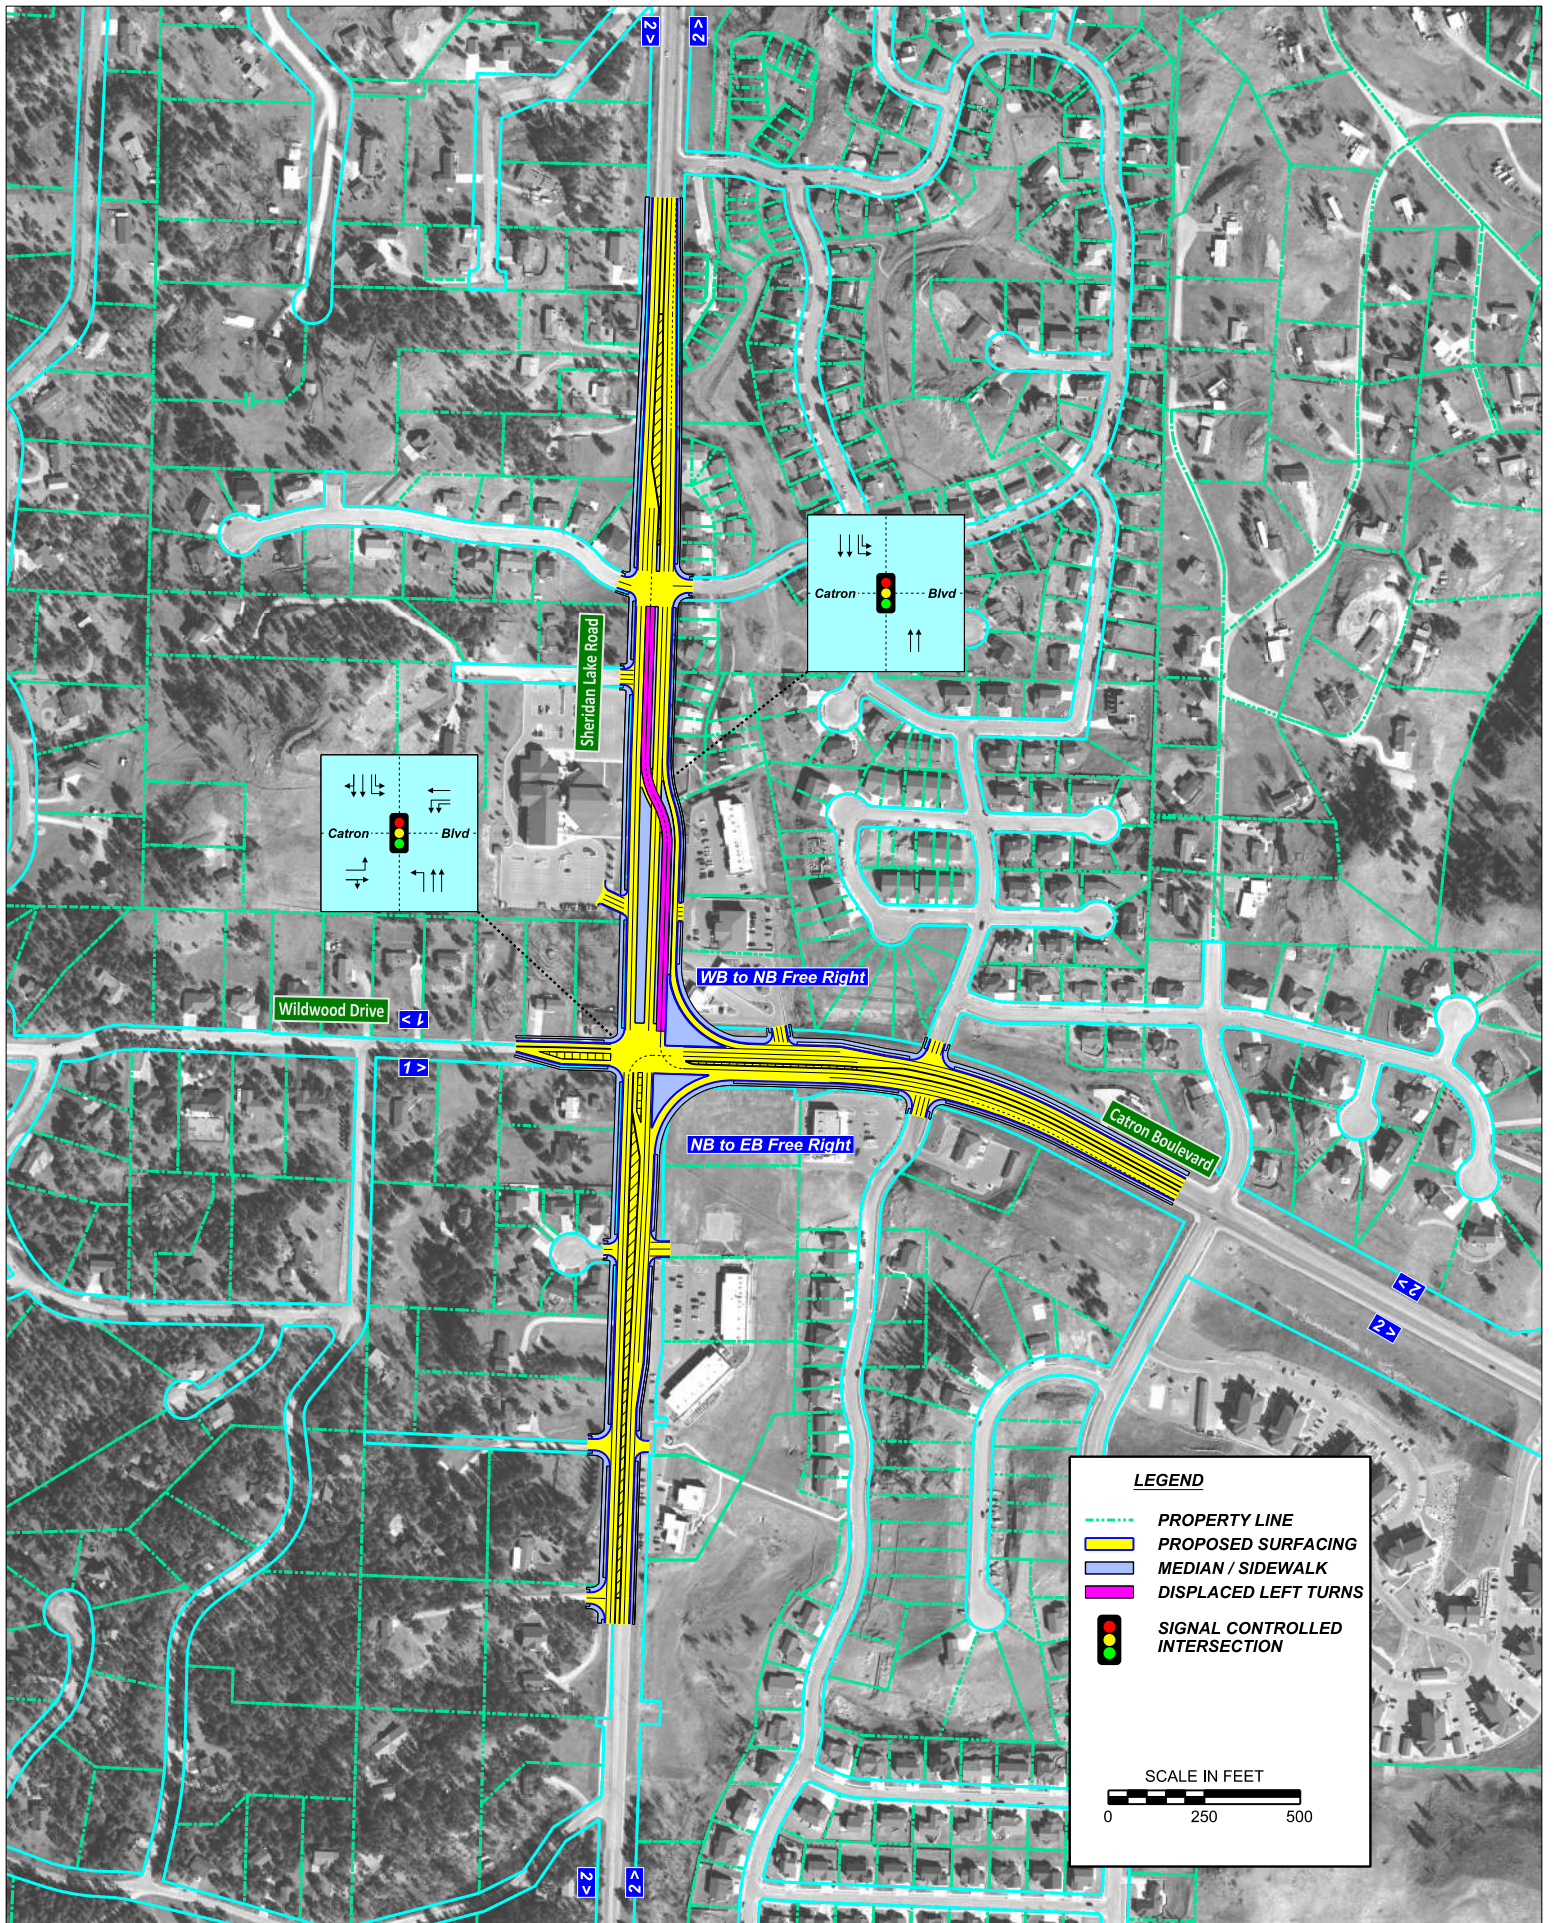 2 >
2 >
Sheridan Lake Road
Catron Blvd
Catron Blvd
WB to NB Free Right
Wildwood Drive
1 >
1 >
NB to EB Free Right
Catron Boulevard
2 >
2 >
LEGEND
PROPERTY LINE
PROPOSED SURFACING
MEDIAN / SIDEWALK
DISPLACED LEFT TURNS
SIGNAL CONTROLLED
INTERSECTION
SCALE IN FEET
0 250 500
2 >
2 >